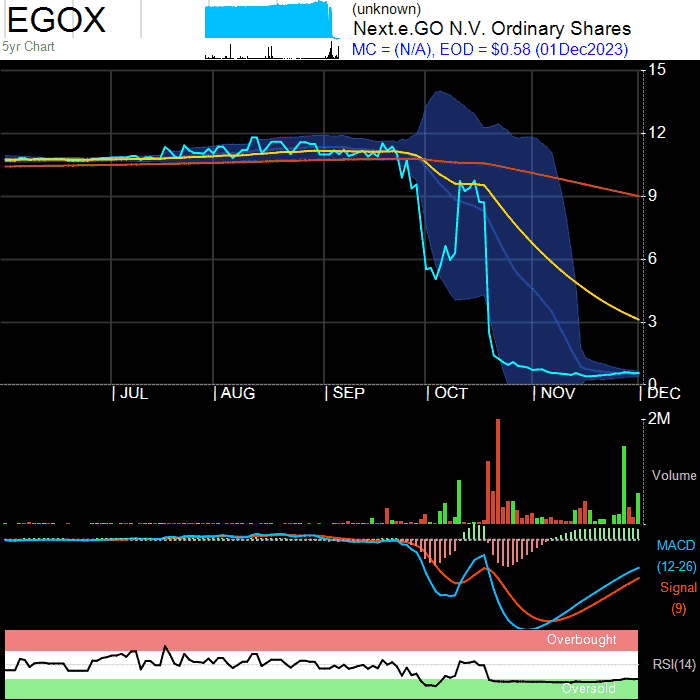 EGOX
5yr Chart
(unknown)
Next.e.GO N.V. Ordinary Shares
MC = (N/A), EOD = $0.58 (01Dec2023)
15
12
9
6
3
0
JUL AUG SEP OCT NOV DEC
2M
Volume
MACD
(12-26)
Signal
(9)
Overbought
RSI(14)
Oversold